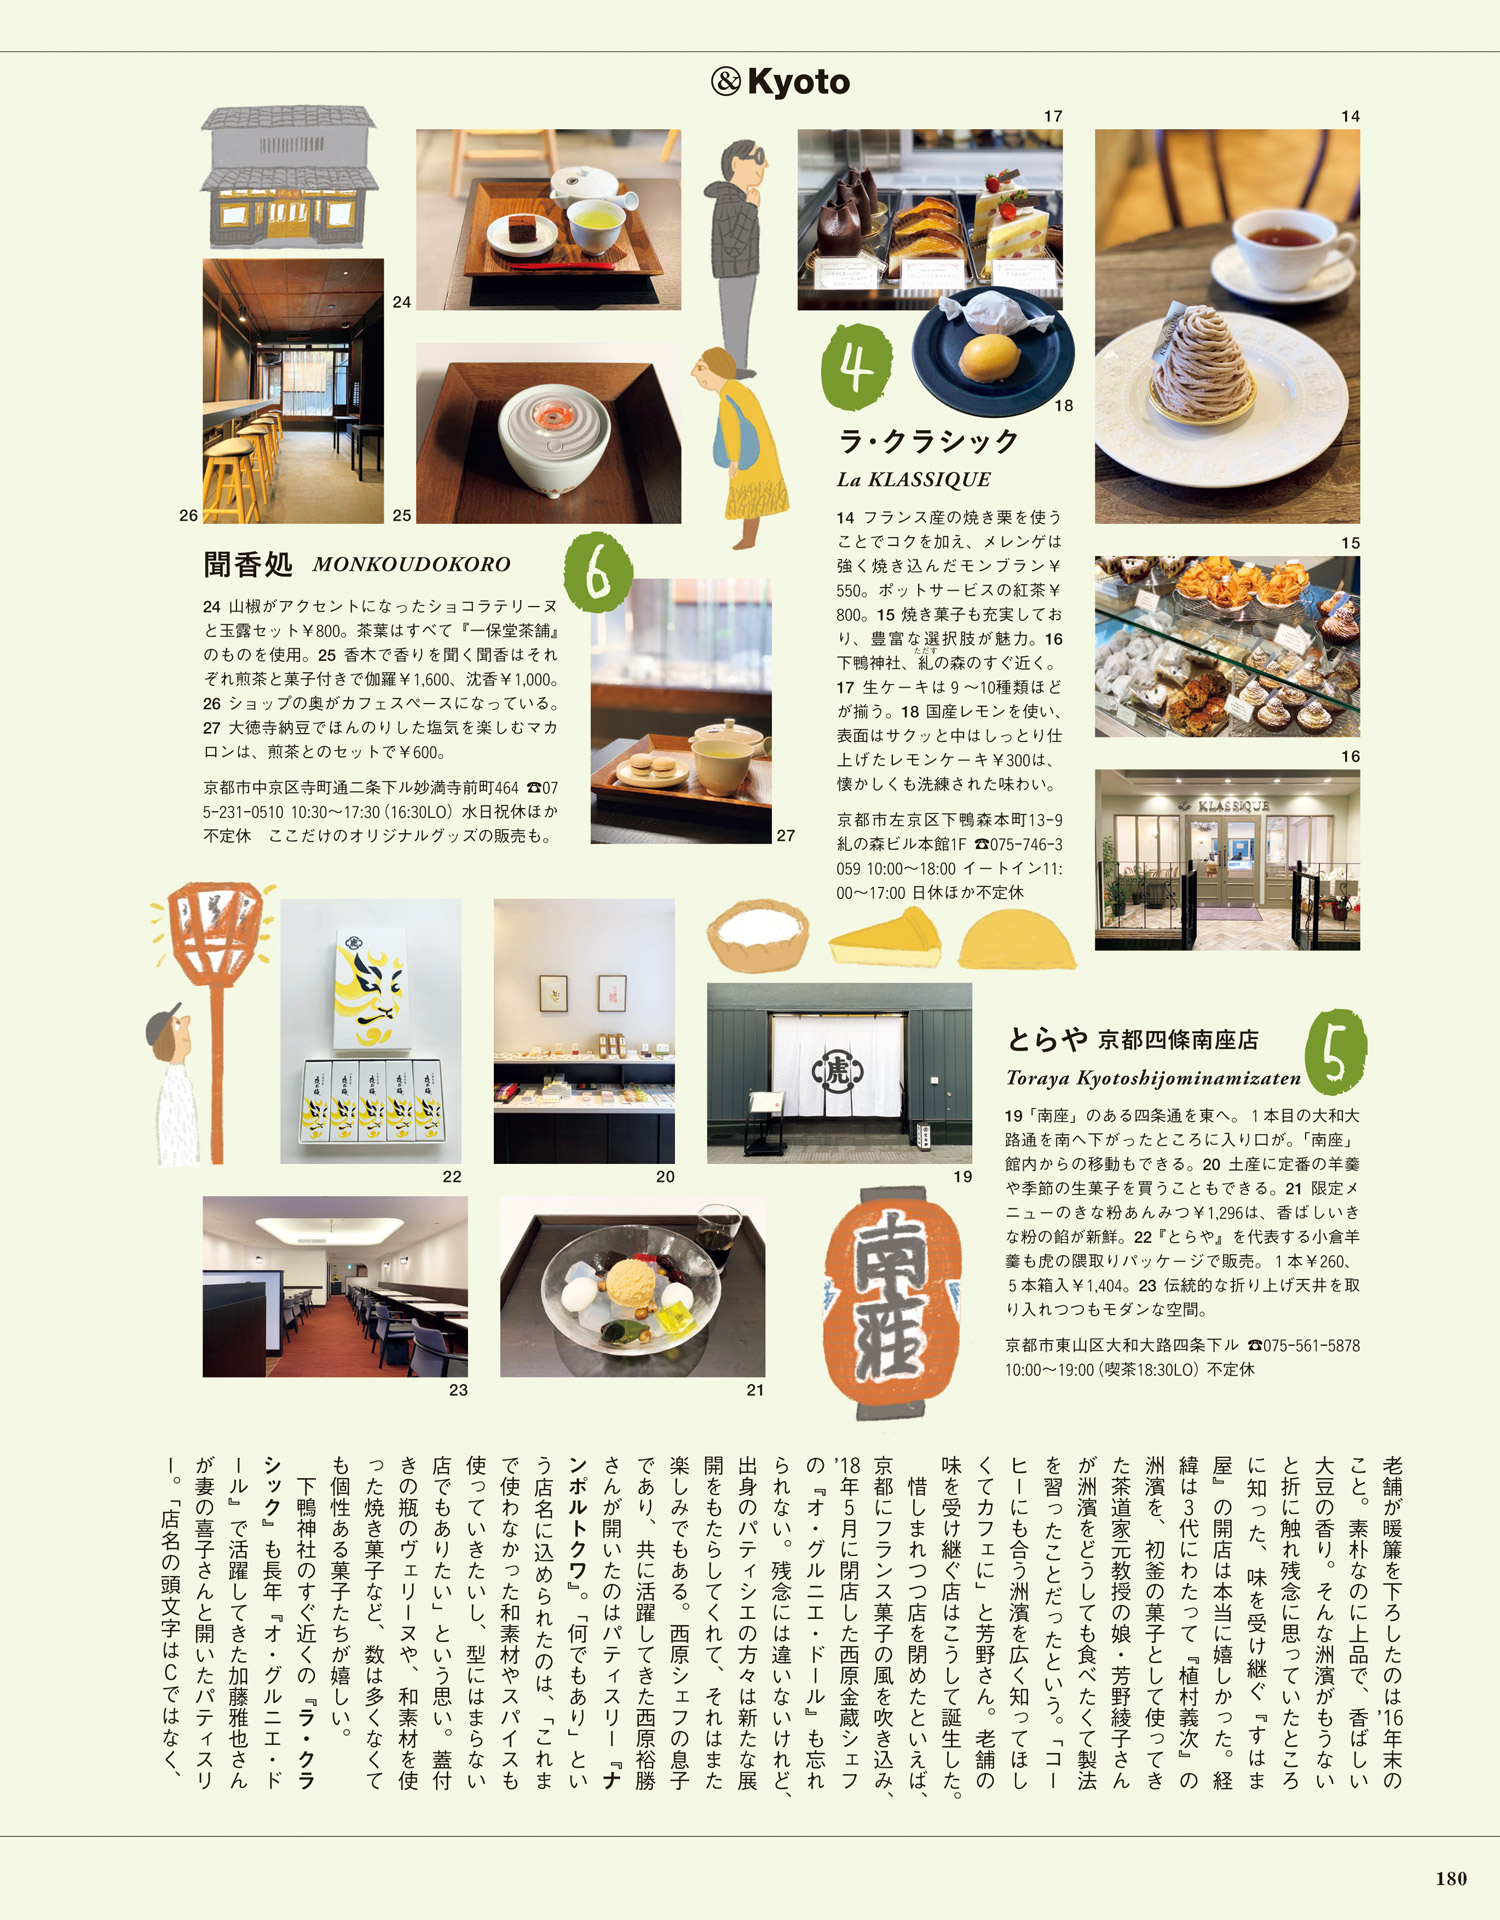 &Kyoto
17
14
24
18
26
25
4
ラ・クラシック
La KLASSIQUE
14 フランス産の焼き栗を使う
ことでコクを加え、メレンゲは
強く焼き込んだモンブラン￥
550。ポットサービスの紅茶￥
800。15 焼き菓子も充実してお
り、豊富な選択肢が魅力。16
下鴨神社、糺の森のすぐ近く。
ただす
17 生ケーキは9〜10種類ほど
が揃う。18 国産レモンを使い、
表面はサクッと中はしっとり仕
上げたレモンケーキ￥300は、
懐かしくも洗練された味わい。
京都市左京区下鴨森本町13-9
糺の森ビル本館1F ☎075-746-3
059 10:00〜18:00 イートイン11:
00〜17:00 日休ほか不定休
15
16
KLASSIQUE
聞香処 MONKOUDOKORO
6
24 山椒がアクセントになったショコラテリーヌ
と玉露セット￥800。茶葉はすべて『一保堂茶舗』
のものを使用。25 香木で香りを聞く聞香はそれ
ぞれ煎茶と菓子付きで伽羅￥1,600、沈香￥1,000。
26 ショップの奥がカフェスペースになっている。
27 大徳寺納豆でほんのりした塩気を楽しむマカ
ロンは、煎茶とのセットで￥600。
京都市中京区寺町通二条下ル妙満寺前町464 ☎07
5-231-0510 10:30〜17:30（16:30LO）水日祝休ほか
不定休　ここだけのオリジナルグッズの販売も。
27
虎
夜の梅
夜の梅
夜の梅
夜の梅
夜の梅
22
20
虎
19
とらや 京都四條南座店
Toraya Kyotoshijominamizaten
5
19「南座」のある四条通を東へ。1本目の大和大
路通を南へ下がったところに入り口が。「南座」
館内からの移動もできる。20 土産に定番の羊羹
や季節の生菓子を買うこともできる。21 限定メ
ニューのきな粉あんみつ￥1,296は、香ばしいき
な粉の餡が新鮮。22『とらや』を代表する小倉羊
羹も虎の隈取りパッケージで販売。1本￥260、
5本箱入￥1,404。23 伝統的な折り上げ天井を取
り入れつつもモダンな空間。
京都市東山区大和大路四条下ル ☎075-561-5878
10:00〜19:00（喫茶18:30LO）不定休
23
21
南荘
老舗が暖簾を下ろしたのは’16年末の
こと。素朴なのに上品で、香ばしい
大豆の香り。そんな洲濱がもうない
と折に触れ残念に思っていたところ
に知った、味を受け継ぐ『すはま
屋』の開店は本当に嬉しかった。経
緯は3代にわたって『植村義次』の
洲濱を、初釜の菓子として使ってき
た茶道家元教授の娘・芳野綾子さん
が洲濱をどうしても食べたくて製法
を習ったことだったという。「コー
ヒーにも合う洲濱を広く知ってほし
くてカフェに」と芳野さん。老舗の
味を受け継ぐ店はこうして誕生した。
　惜しまれつつ店を閉めたといえば、
京都にフランス菓子の風を吹き込み、
’18年5月に閉店した西原金蔵シェフ
の『オ・グルニエ・ドール』も忘れ
られない。残念には違いないけれど、
出身のパティシエの方々は新たな展
開をもたらしてくれて、それはまた
楽しみでもある。西原シェフの息子
であり、共に活躍してきた西原裕勝
さんが開いたのはパティスリー『ナ
ンポルトクワ』。「何でもあり」とい
う店名に込められたのは、「これま
で使わなかった和素材やスパイスも
使っていきたいし、型にはまらない
店でもありたい」という思い。蓋付
きの瓶のヴェリーヌや、和素材を使
った焼き菓子など、数は多くなくて
も個性ある菓子たちが嬉しい。
　下鴨神社のすぐ近くの『ラ・クラ
シック』も長年『オ・グルニエ・ド
ール』で活躍してきた加藤雅也さん
が妻の喜子さんと開いたパティスリ
ー。「店名の頭文字はCではなく、
180